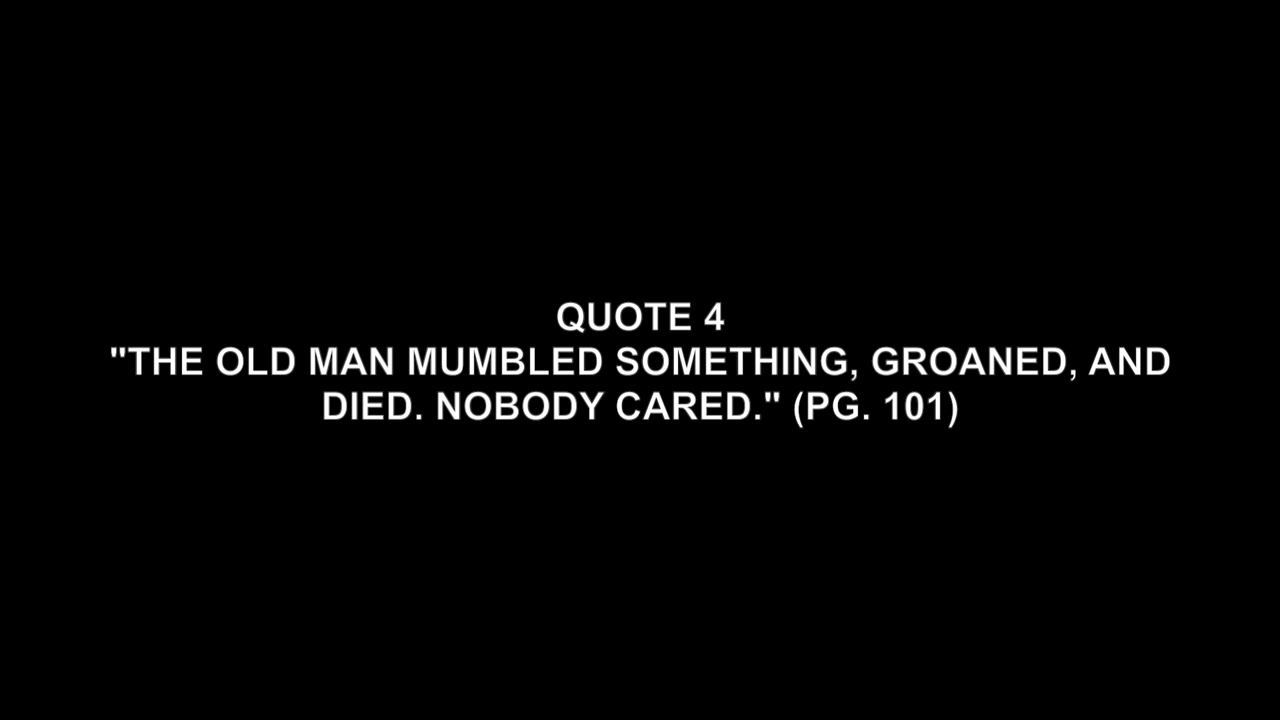 QUOTE 4
"THE OLD MAN MUMBLED SOMETHING, GROANED, AND
DIED. NOBODY CARED." (PG. 101)